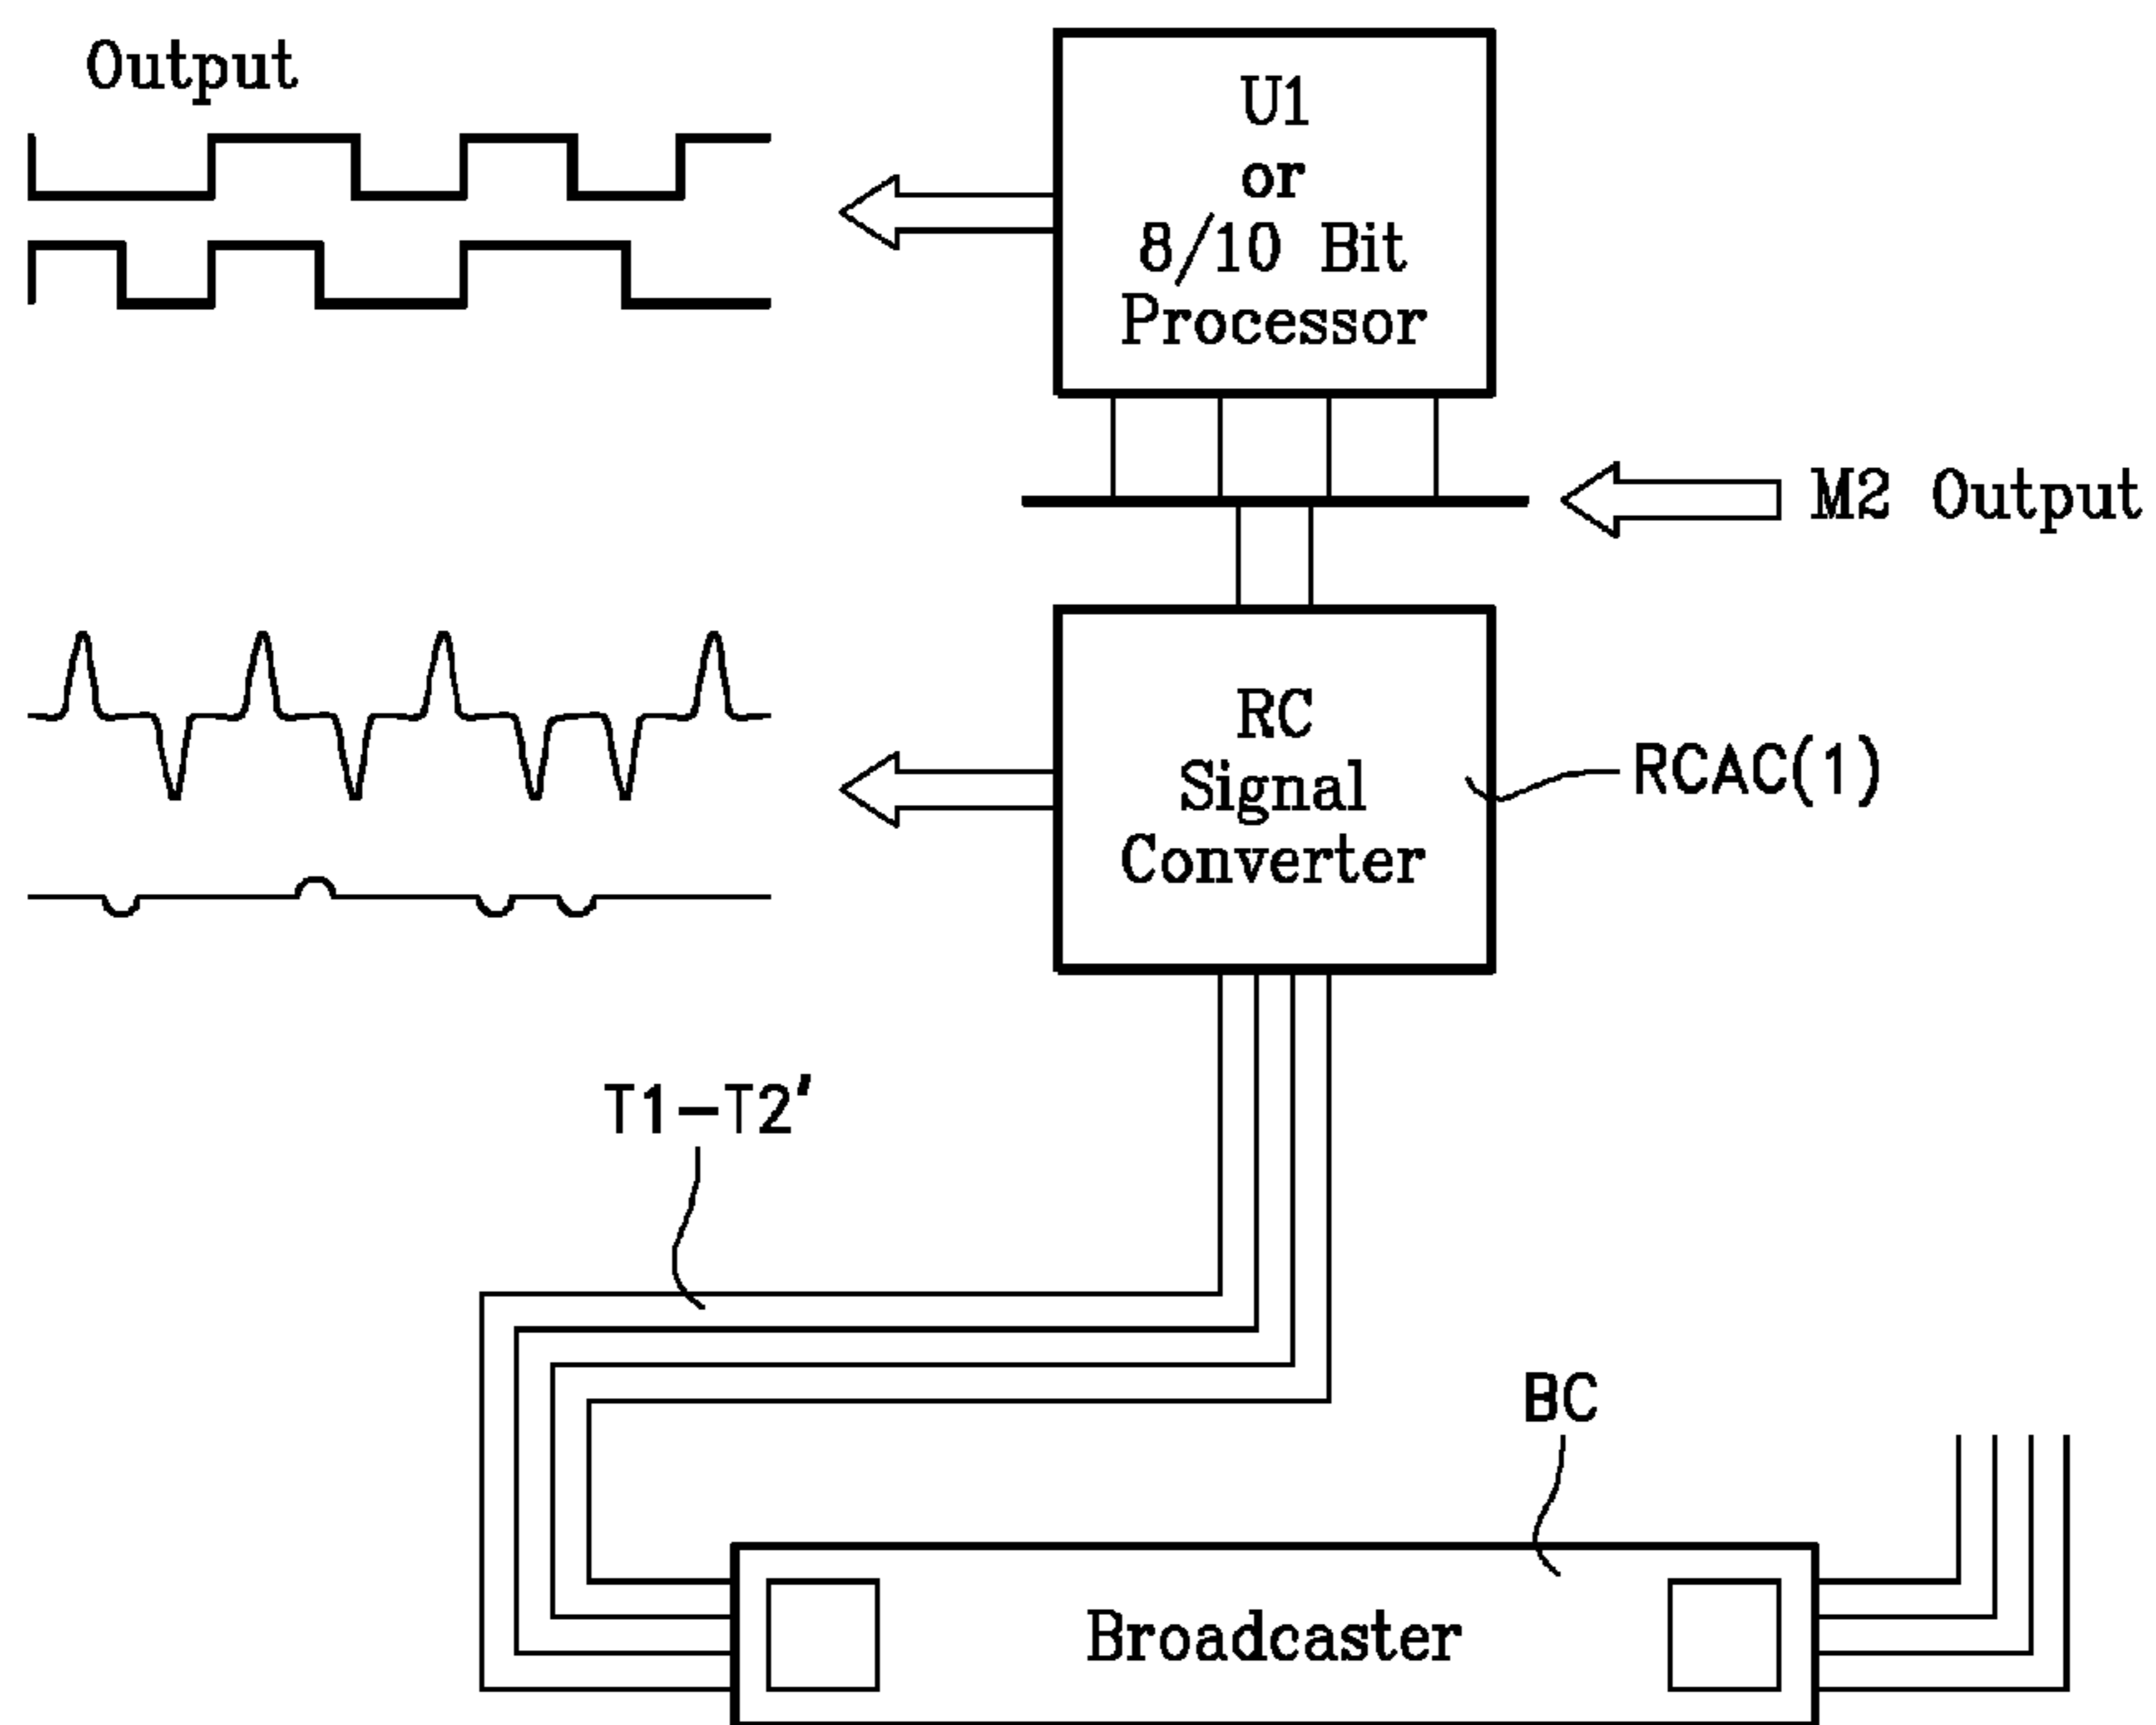 Output
U1
or
8/10 Bit
Processor
M2 Output
RC
Signal
Converter
RCAC(1)
T1-T2'
BC
Broadcaster